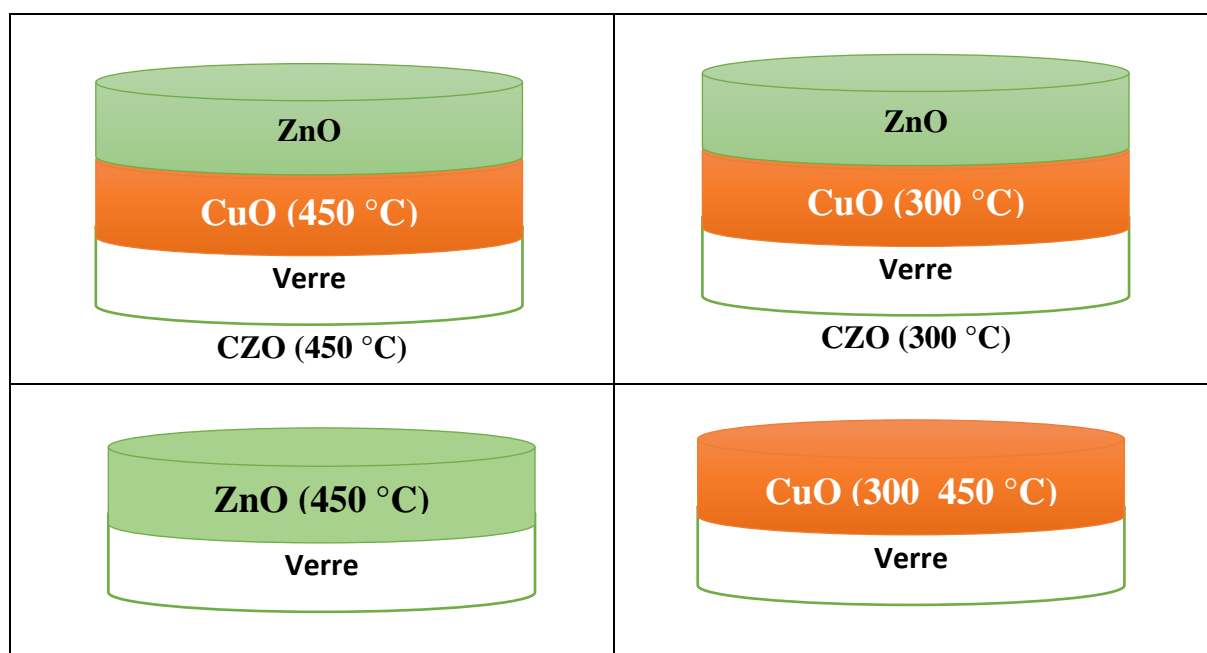 ZnO
CuO (450 °C)
Verre
CZO (450 °C)
ZnO
CuO (300 °C)
Verre
CZO (300 °C)
ZnO (450 °C)
Verre
CuO (300  450 °C)
Verre